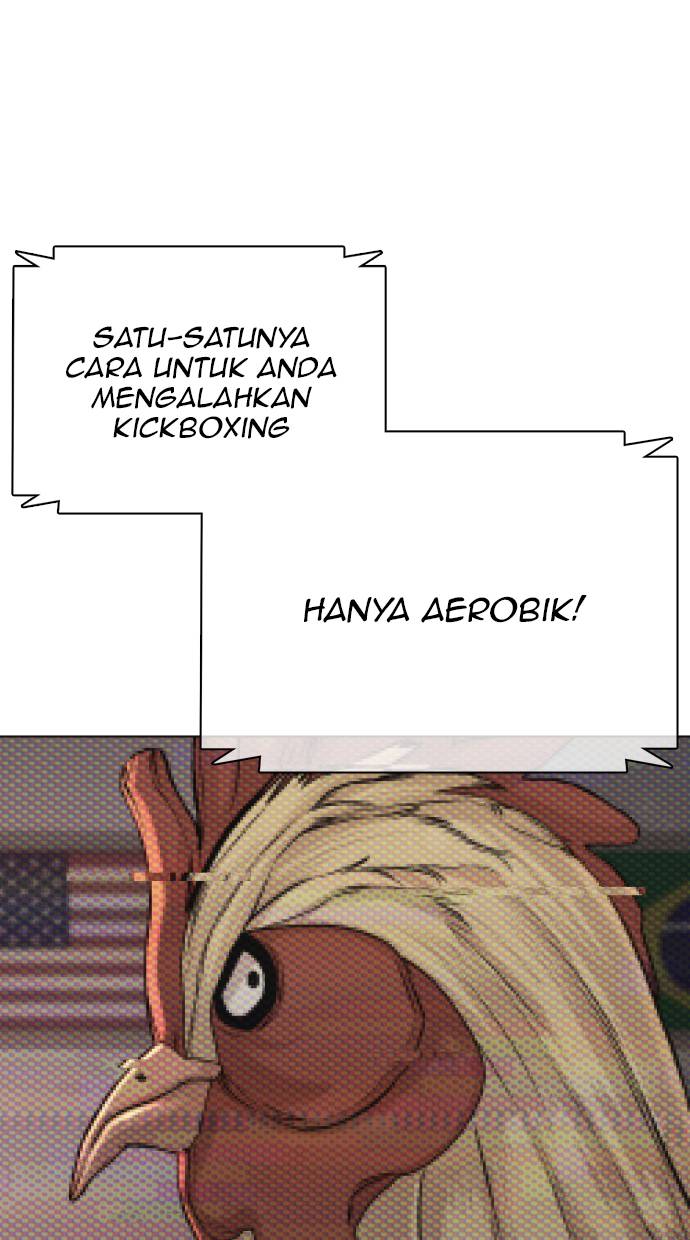 SATU-SATUNYA
CARA UNTUK ANDA
MENGALAHKAN
KICKBOXING
HANYA AEROBIK!